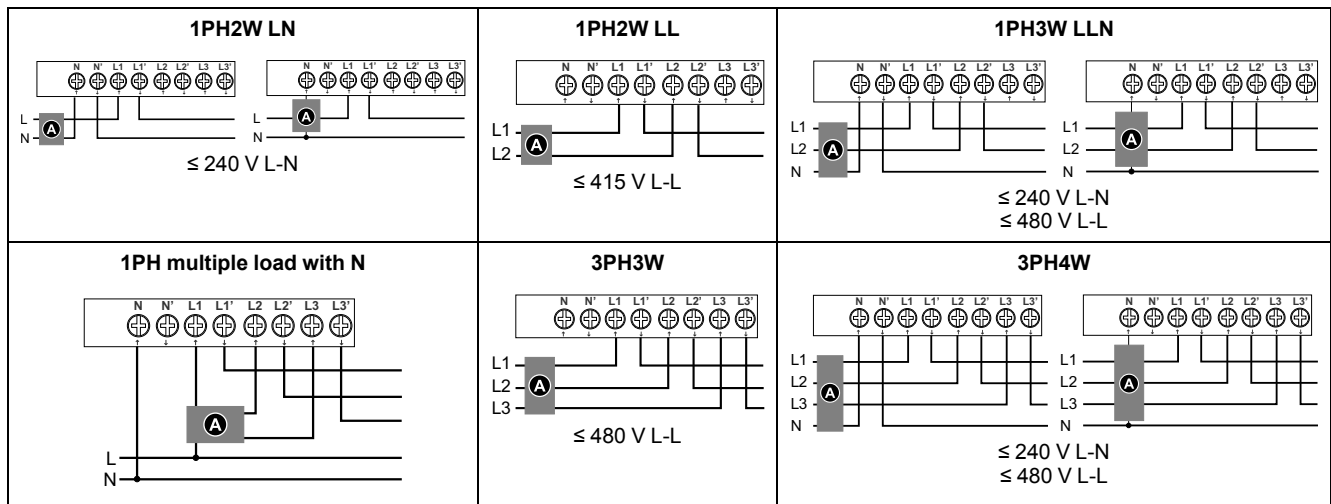 1PH2W LN
N N' L1 L1' L2 L2' L3 L3'
N N' L1 L1' L2 L2' L3 L3'
L
N
A
L
N
A
≤ 240 V L-N
1PH2W LL
N N' L1 L1' L2 L2' L3 L3'
L1
L2
A
≤ 415 V L-L
1PH3W LLN
N N' L1 L1' L2 L2' L3 L3'
N N' L1 L1' L2 L2' L3 L3'
L1
L2
N
A
L1
L2
N
A
≤ 240 V L-N
≤ 480 V L-L
1PH multiple load with N
N N' L1 L1' L2 L2' L3 L3'
A
L
N
3PH3W
N N' L1 L1' L2 L2' L3 L3'
L1
L2
L3
A
≤ 480 V L-L
3PH4W
N N' L1 L1' L2 L2' L3 L3'
N N' L1 L1' L2 L2' L3 L3'
L1
L2
L3
N
A
L1
L2
L3
N
A
≤ 240 V L-N
≤ 480 V L-L